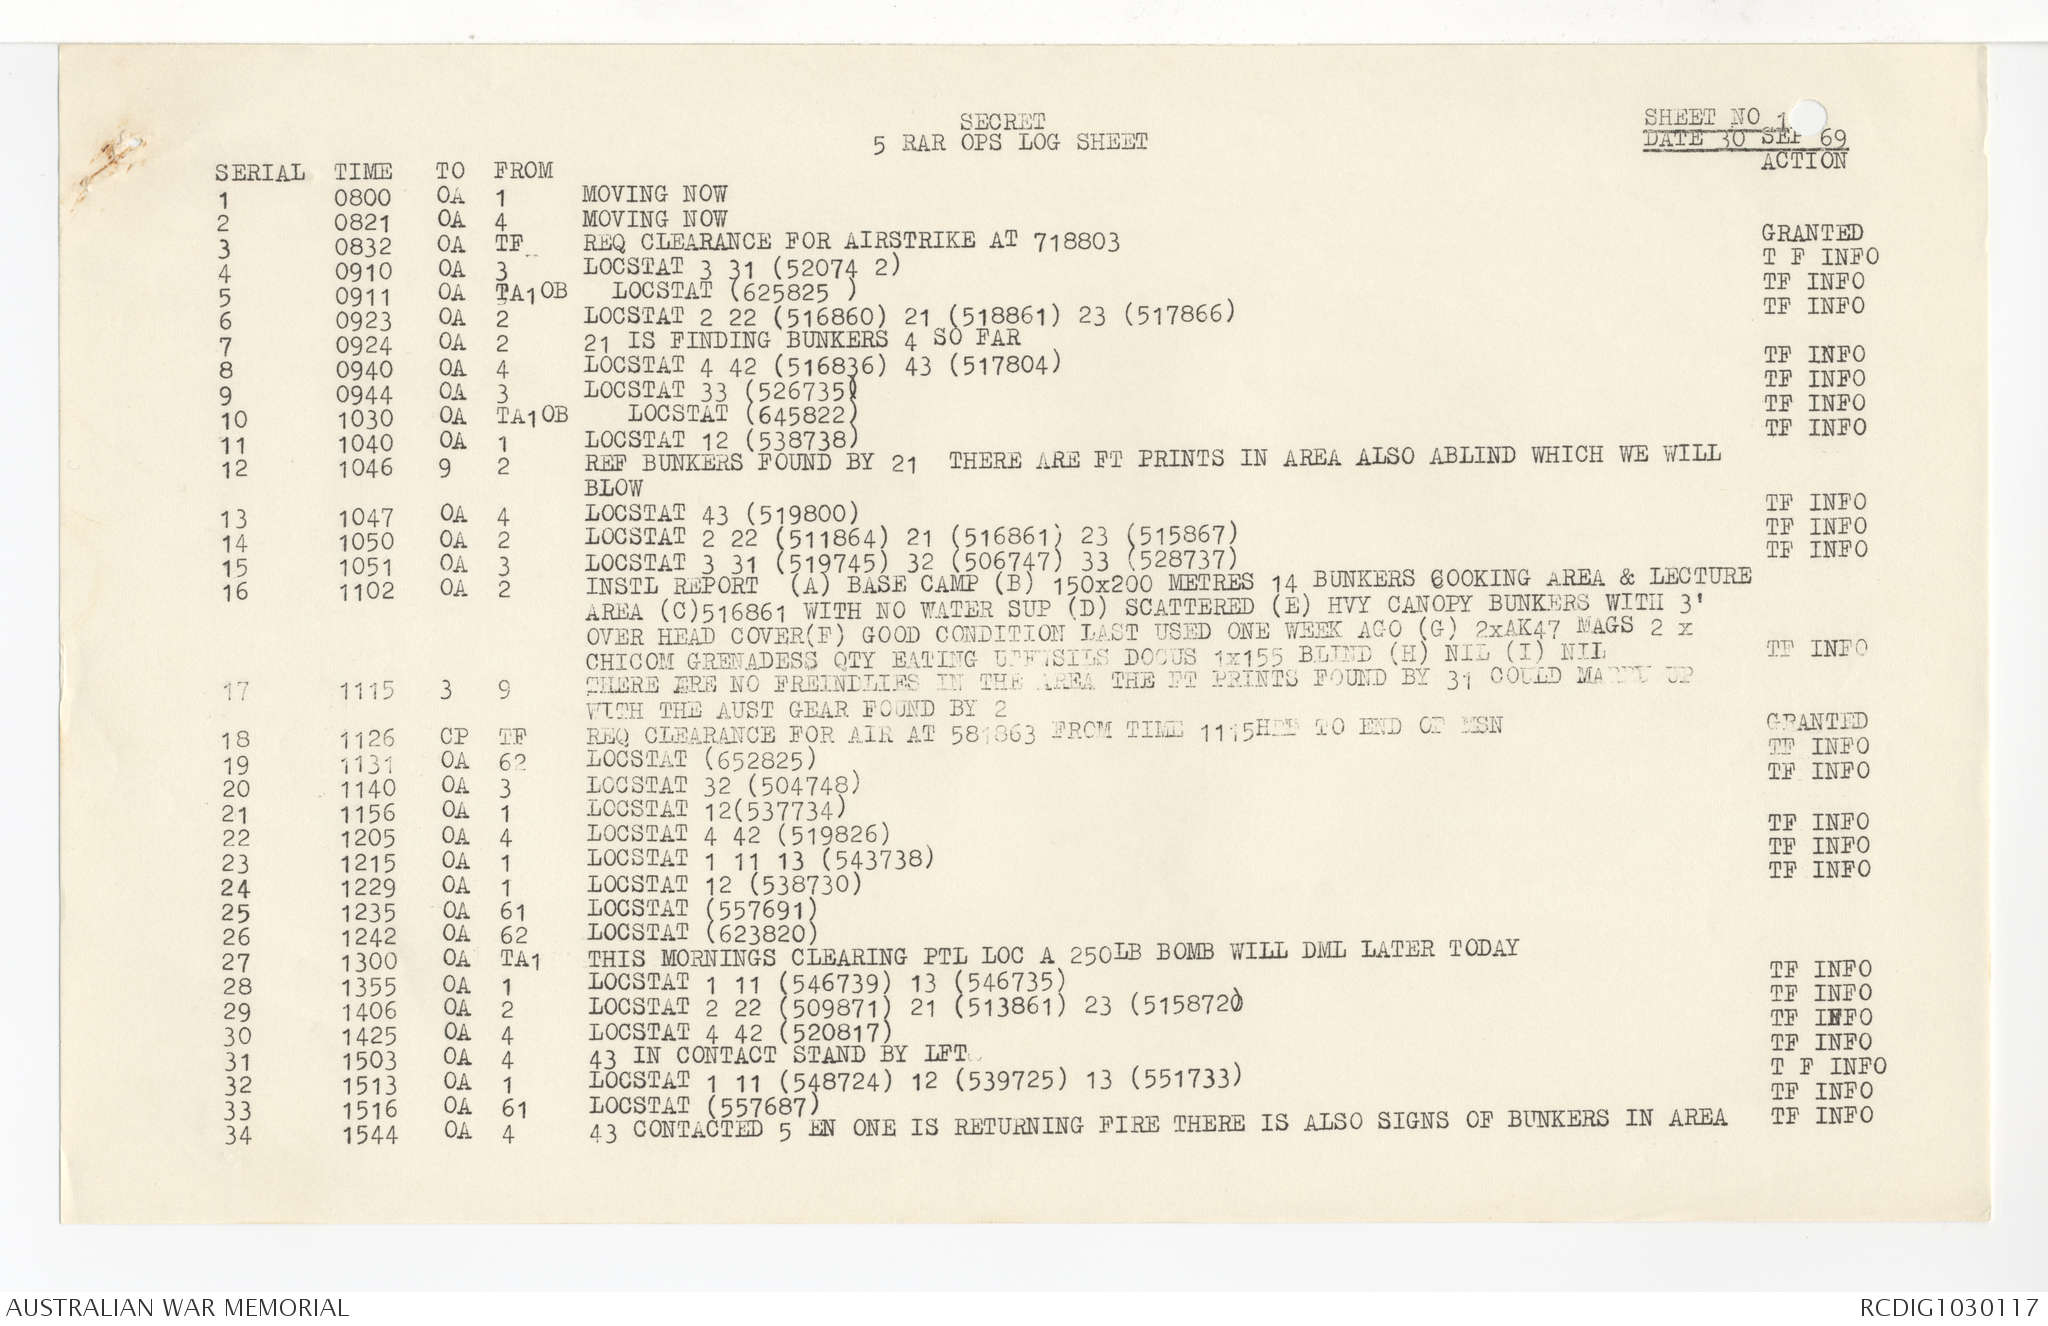 SECRET
5 RAR OPS LOG SHEET
SHEET NO 1
DATE 30 SEP 69
SERIAL TIME TO FROM ACTION
1 0800 OA 1 MOVING NOW
2 0821 OA 4 MOVING NOW
3 0832 OA TF REQ CLEARANCE FOR AIRSTRIKE AT 718803 GRANTED
4 0910 OA 3 LOCSTAT 3 31 (52074 2) T F INFO
5 0911 OA TA1OB LOCSTAT (625825 ) TF INFO
6 0923 OA 2 LOCSTAT 2 22 (516860) 21 (518861) 23 (517866) TF INFO
7 0924 OA 2 21 IS FINDING BUNKERS 4 SO FAR
8 0940 OA 4 LOCSTAT 4 42 (516836) 43 (517804) TF INFO
9 0944 OA 3 LOCSTAT 33 (526735) TF INFO
10 1030 OA TA1OB LOCSTAT (645822) TF INFO
11 1040 OA 1 LOCSTAT 12 (538738) TF INFO
12 1046 9 2 REF BUNKERS FOUND BY 21 THERE ARE FT PRINTS IN AREA ALSO ABLIND WHICH WE WILL
BLOW
13 1047 OA 4 LOCSTAT 43 (519800) TF INFO
14 1050 OA 2 LOCSTAT 2 22 (511864) 21 (516861) 23 (515867) TF INFO
15 1051 OA 3 LOCSTAT 3 31 (519745) 32 (506747) 33 (528737) TF INFO
16 1102 OA 2 INSTL REPORT (A) BASE CAMP (B) 150x200 METRES 14 BUNKERS COOKING AREA & LECTURE
AREA (C)516861 WITH NO WATER SUP (D) SCATTERED (E) HVY CANOPY BUNKERS WITH 3'
OVER HEAD COVER(F) GOOD CONDITION LAST USED ONE WEEK AGO (G) 2xAK47 MAGS 2 x
CHICOM GRENADESS QTY EATING DOCUS 1x155 BLIND (H) NIL (I) NIL TF INFO
17 1115 3 9 THERE ERE NO FREINDLIES IN THE AREA THE FT PRINTS FOUND BY 31 COULD MARRY UP
WITH THE AUST GEAR FOUND BY 2
18 1126 CP TF REQ CLEARANCE FOR AIR AT 581863 FROM TIME TO END OF MSN GRANTED
19 1131 OA 62 LOCSTAT (652825) TF INFO
20 1140 OA 3 LOCSTAT 32 (504748) TF INFO
21 1156 OA 1 LOCSTAT 12(537734)
22 1205 OA 4 LOCSTAT 4 42 (519826) TF INFO
23 1215 OA 1 LOCSTAT 1 11 13 (543738) TF INFO
24 1229 OA 1 LOCSTAT 12 (538730) TF INFO
25 1235 OA 61 LOCSTAT (557691)
26 1242 OA 62 LOCSTAT (623820)
27 1300 OA TA1 THIS MORNINGS CLEARING PTL LOC A 250LB BOMB WILL DML LATER TODAY
28 1355 OA 1 LOCSTAT 1 11 (546739) 13 (546735) TF INFO
29 1406 OA 2 LOCSTAT 2 22 (509871) 21 (513861) 23 (515872) TF INFO
30 1425 OA 4 LOCSTAT 4 42 (520817) TF INFO
31 1503 OA 4 43 IN CONTACT STAND BY LFT TF INFO
32 1513 OA 1 LOCSTAT 1 11 (548724) 12 (539725) 13 (551733) T F INFO
33 1516 OA 61 LOCSTAT (557687) TF INFO
34 1544 OA 4 43 CONTACTED 5 EN ONE IS RETURNING FIRE THERE IS ALSO SIGNS OF BUNKERS IN AREA TF INFO
AUSTRALIAN WAR MEMORIAL RCDIG1030117